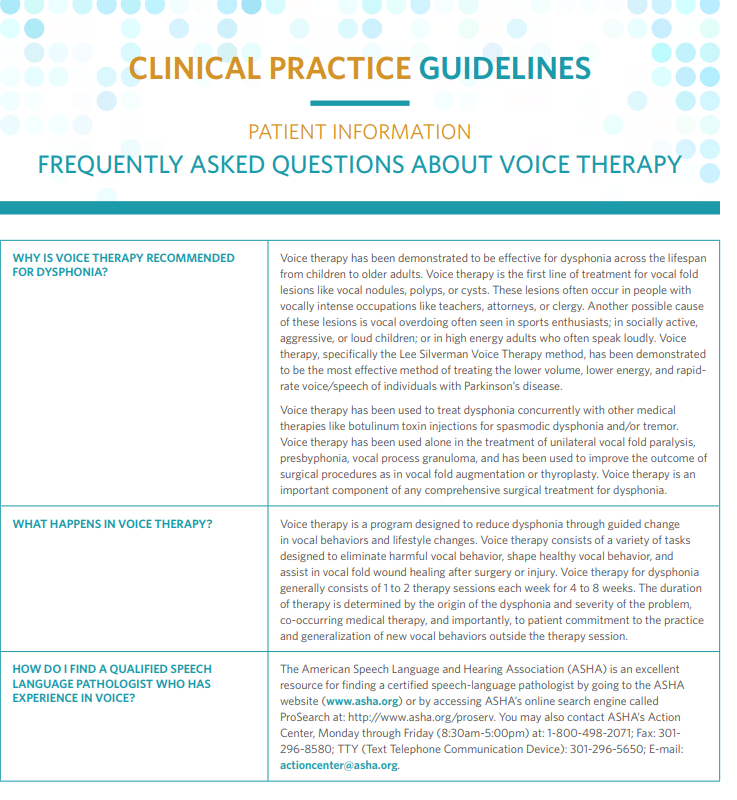 CLINICAL PRACTICE GUIDELINES
PATIENT INFORMATION
FREQUENTLY ASKED QUESTIONS ABOUT VOICE THERAPY
WHY IS VOICE THERAPY RECOMMENDED
FOR DYSPHONIA?
Voice therapy has been demonstrated to be effective for dysphonia across the lifespan
from children to older adults. Voice therapy is the first line of treatment for vocal fold
lesions like vocal nodules, polyps, or cysts. These lesions often occur in people with
vocally intense occupations like teachers, attorneys, or clergy. Another possible cause
of these lesions is vocal overdoing often seen in sports enthusiasts; in socially active,
aggressive, or loud children; or in high energy adults who often speak loudly. Voice
therapy, specifically the Lee Silverman Voice Therapy method, has been demonstrated
to be the most effective method of treating the lower volume, lower energy, and rapid-
rate voice/speech of individuals with Parkinson's disease.
Voice therapy has been used to treat dysphonia concurrently with other medical
therapies like botulinum toxin injections for spasmodic dysphonia and/or tremor.
Voice therapy has been used alone in the treatment of unilateral vocal fold paralysis,
presbyphonia, vocal process granuloma, and has been used to improve the outcome of
surgical procedures as in vocal fold augmentation or thyroplasty. Voice therapy is an
important component of any comprehensive surgical treatment for dysphonia.
WHAT HAPPENS IN VOICE THERAPY?
Voice therapy is a program designed to reduce dysphonia through guided change
in vocal behaviors and lifestyle changes. Voice therapy consists of a variety of tasks
designed to eliminate harmful vocal behavior, shape healthy vocal behavior, and
assist in vocal fold wound healing after surgery or injury. Voice therapy for dysphonia
generally consists of 1 to 2 therapy sessions each week for 4 to 8 weeks. The duration
of therapy is determined by the origin of the dysphonia and severity of the problem,
co-occurring medical therapy, and importantly, to patient commitment to the practice
and generalization of new vocal behaviors outside the therapy session.
HOW DO I FIND A QUALIFIED SPEECH
LANGUAGE PATHOLOGIST WHO HAS
EXPERIENCE IN VOICE?
The American Speech Language and Hearing Association (ASHA) is an excellent
resource for finding a certified speech-language pathologist by going to the ASHA
website (www.asha.org) or by accessing ASHA's online search engine called
ProSearch at: http://www.asha.org/proserv. You may also contact ASHA's Action
Center, Monday through Friday (8:30am-5:00pm) at: 1-800-498-2071; Fax: 301-
296-8580; TTY (Text Telephone Communication Device): 301-296-5650; E-mail:
actioncenter@asha.org.